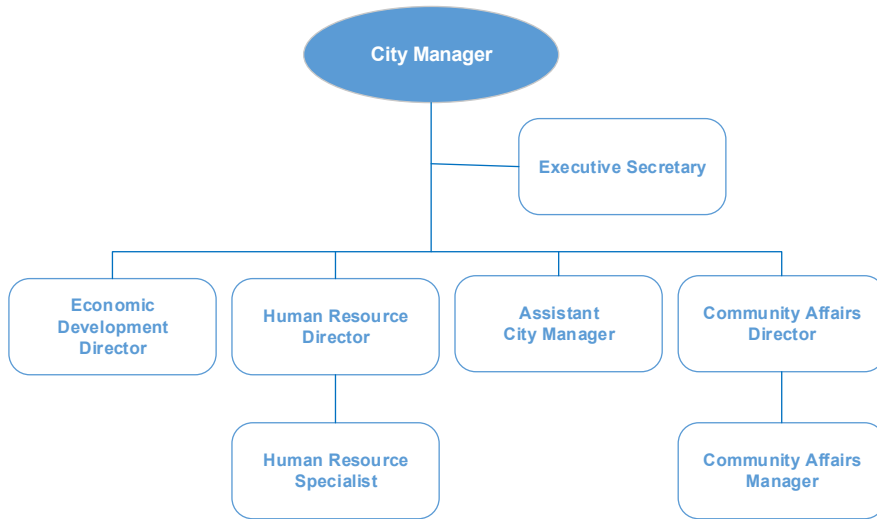 City Manager
Executive Secretary
Economic
Development
Director
Human Resource
Director
Assistant
City Manager
Community Affairs
Director
Human Resource
Specialist
Community Affairs
Manager